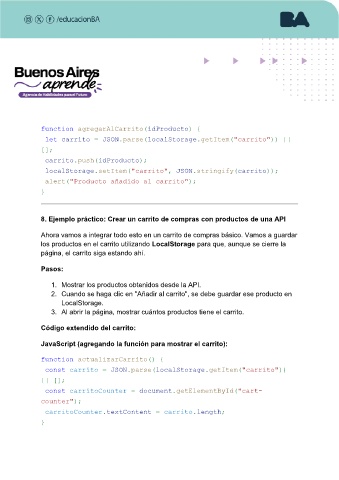 /educacionBA
BA
Buenos Aires
aprende
Agencia de Habilidades para el Futuro
function agregarAlCarrito(idProducto) {
let carrito = JSON.parse(localStorage.getItem("carrito")) ||
[];
carrito.push(idProducto);
localStorage.setItem("carrito", JSON.stringify(carrito));
alert("Producto añadido al carrito");
}
8. Ejemplo práctico: Crear un carrito de compras con productos de una API
Ahora vamos a integrar todo esto en un carrito de compras básico. Vamos a guardar
los productos en el carrito utilizando LocalStorage para que, aunque se cierre la
página, el carrito siga estando ahí.
Pasos:
1. Mostrar los productos obtenidos desde la API.
2. Cuando se haga clic en "Añadir al carrito", se debe guardar ese producto en
LocalStorage.
3. Al abrir la página, mostrar cuántos productos tiene el carrito.
Código extendido del carrito:
JavaScript (agregando la función para mostrar el carrito):
function actualizarCarrito() {
const carrito = JSON.parse(localStorage.getItem("carrito"))
|| [];
const carritoCounter = document.getElementById("cart-
counter");
carritoCounter.textContent = carrito.length;
}